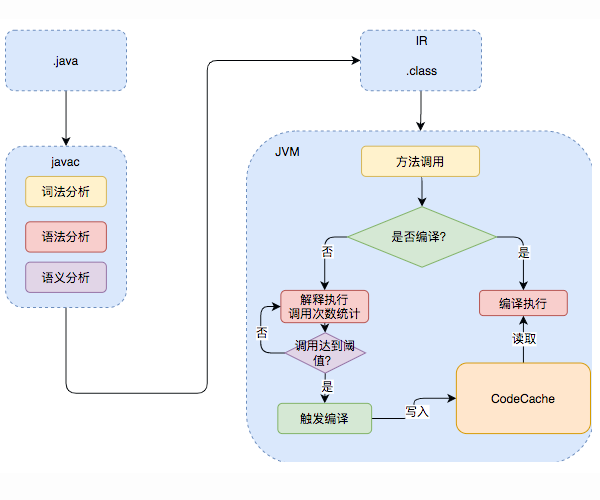 .java
IR
.class
javac
词法分析
语法分析
语义分析
JVM
方法调用
是否编译?
否
是
解释执行
调用次数统计
编译执行
否
调用达到阈
值?
读取
是
触发编译
写入
CodeCache